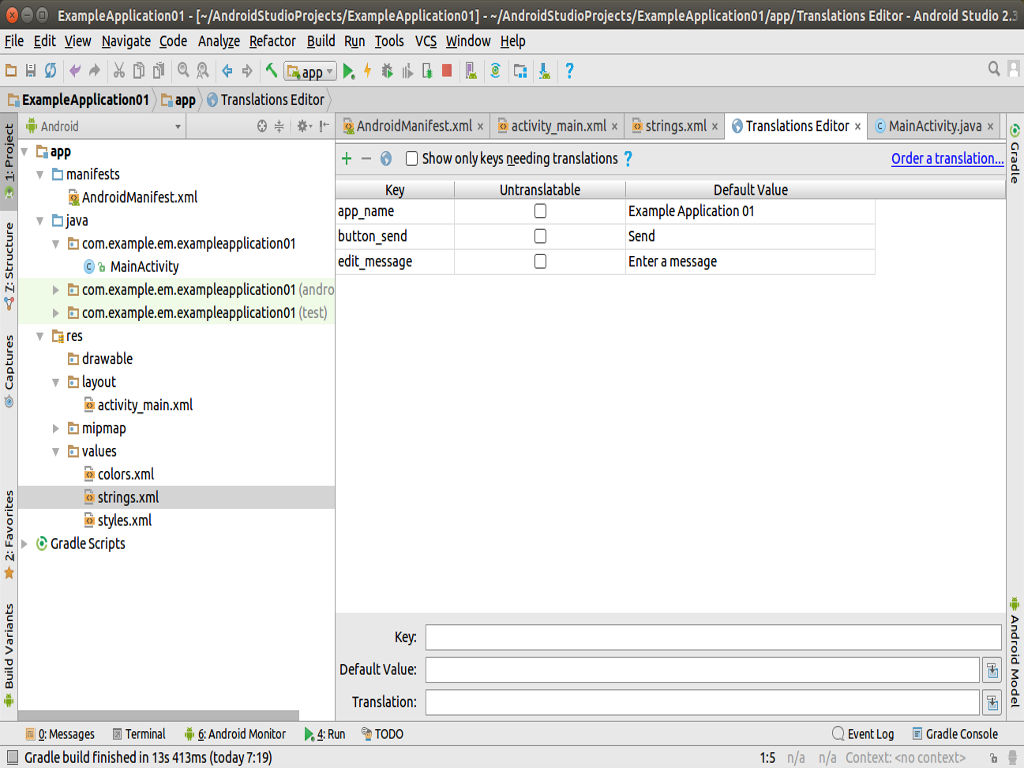 ExampleApplication01 - [~/AndroidStudioProjects/ExampleApplication01] - ~/AndroidStudioProjects/ExampleApplication01/app/Translations Editor - Android Studio 2.3
File Edit View Navigate Code Analyze Refactor Build Run Tools VCS Window Help
app
ExampleApplication01 app Translations Editor
Android
AndroidManifest.xml activity_main.xml strings.xml Translations Editor MainActivity.java
Show only keys needing translations ? Order a translation...
Key Untranslatable Default Value
app_name Example Application 01
button_send Send
edit_message Enter a message
1: Project
Z: Structure
Captures
2: Favorites
Build Variants
app
manifests
AndroidManifest.xml
java
com.example.em.exampleapplication01
MainActivity
com.example.em.exampleapplication01 (andro
com.example.em.exampleapplication01 (test)
res
drawable
layout
activity_main.xml
mipmap
values
colors.xml
strings.xml
styles.xml
Gradle Scripts
Key:
Default Value:
Translation:
Gradle
Android Model
0: Messages Terminal 6: Android Monitor 4: Run TODO Event Log Gradle Console
Gradle build finished in 13s 413ms (today 7:19) 1:5 n/a n/a Context: <no context>